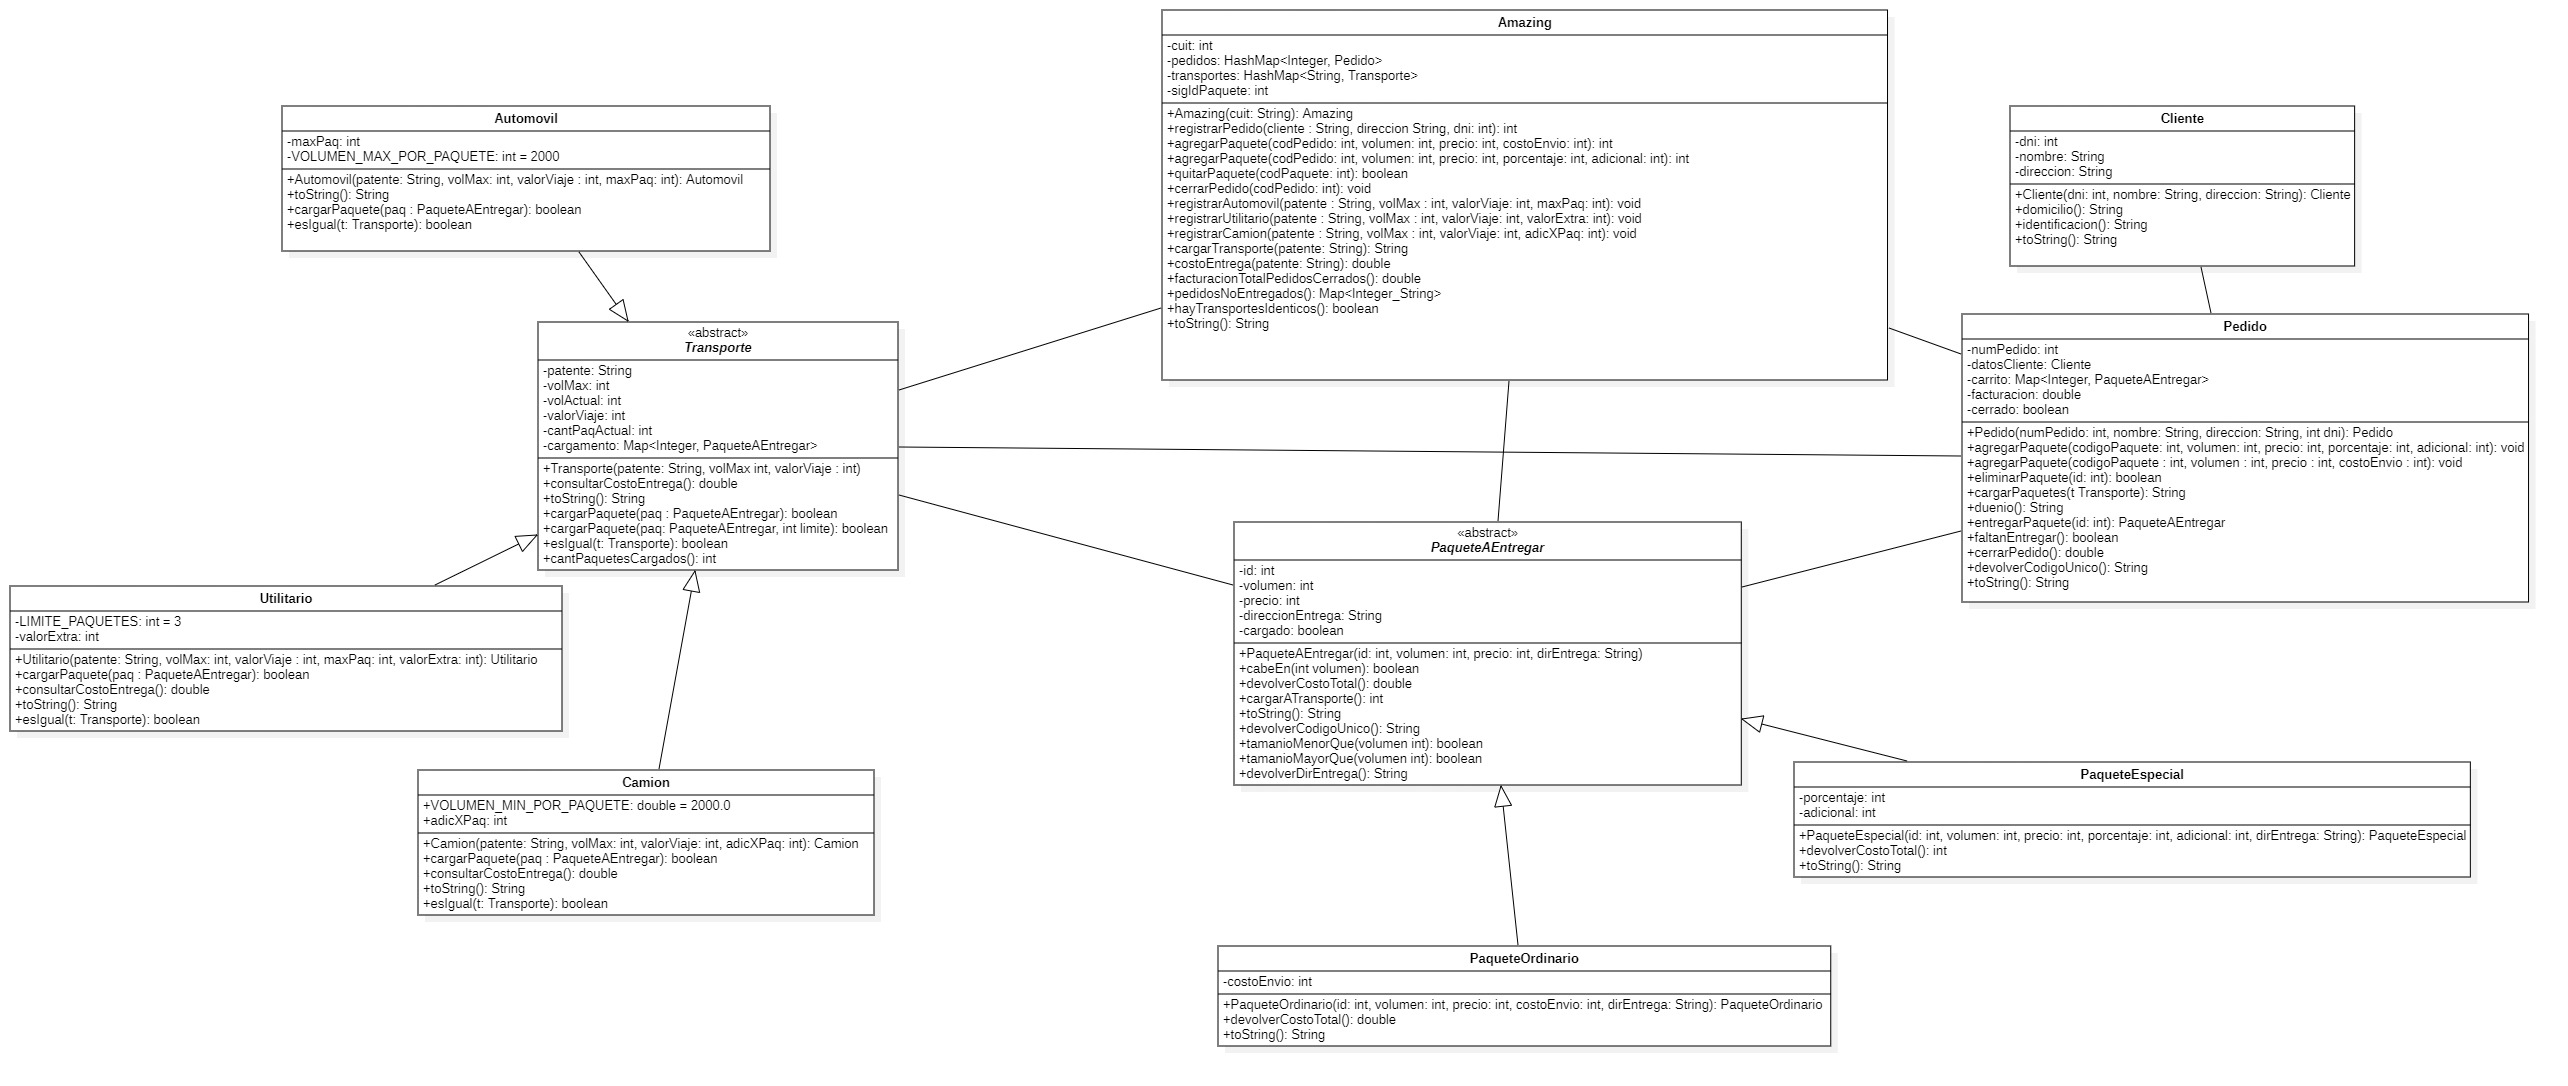 Amazing
-cuit: int
-pedidos: HashMap<Integer, Pedido>
-transportes: HashMap<String, Transporte>
-sigIdPaquete: int
+Amazing(cuit: String): Amazing
+registrarPedido(cliente : String, direccion String, dni: int): int
+agregarPaquete(codPedido: int, volumen: int, precio: int, costoEnvio: int): int
+agregarPaquete(codPedido: int, volumen: int, precio: int, porcentaje: int, adicional: int): int
+quitarPaquete(codPaquete: int): boolean
+cerrarPedido(codPedido: int): void
+registrarAutomovil(patente : String, volMax : int, valorViaje: int, maxPaq: int): void
+registrarUtilitario(patente : String, volMax : int, valorViaje: int, valorExtra: int): void
+registrarCamion(patente : String, volMax : int, valorViaje: int, adicXPaq: int): void
+cargarTransporte(patente: String): String
+costoEntrega(patente: String): double
+facturacionTotalPedidosCerrados(): double
+pedidosNoEntregados(): Map<Integer_String>
+hayTransportesIdenticos(): boolean
+toString(): String
Automovil
-maxPaq: int
-VOLUMEN_MAX_POR_PAQUETE: int = 2000
+Automovil(patente: String, volMax: int, valorViaje : int, maxPaq: int): Automovil
+toString(): String
+cargarPaquete(paq : PaqueteAEntregar): boolean
+esIgual(t: Transporte): boolean
Cliente
-dni: int
-nombre: String
-direccion: String
+Cliente(dni: int, nombre: String, direccion: String): Cliente
+domicilio(): String
+identificacion(): String
+toString(): String
«abstract»
Transporte
-patente: String
-volMax: int
-volActual: int
-valorViaje: int
-cantPaqActual: int
-cargamento: Map<Integer, PaqueteAEntregar>
+Transporte(patente: String, volMax int, valorViaje : int)
+consultarCostoEntrega(): double
+toString(): String
+cargarPaquete(paq : PaqueteAEntregar): boolean
+cargarPaquete(paq: PaqueteAEntregar, int limite): boolean
+esIgual(t: Transporte): boolean
+cantPaquetesCargados(): int
Pedido
-numPedido: int
-datosCliente: Cliente
-carrito: Map<Integer, PaqueteAEntregar>
-facturacion: double
-cerrado: boolean
+Pedido(numPedido: int, nombre: String, direccion: String, int dni): Pedido
+agregarPaquete(codigoPaquete: int, volumen: int, precio: int, porcentaje: int, adicional: int): void
+agregarPaquete(codigoPaquete : int, volumen : int, precio : int, costoEnvio : int): void
+eliminarPaquete(id: int): boolean
+cargarPaquetes(t Transporte): String
+duenio(): String
+entregarPaquete(id: int): PaqueteAEntregar
+faltanEntregar(): boolean
+cerrarPedido(): double
+devolverCodigoUnico(): String
+toString(): String
«abstract»
PaqueteAEntregar
-id: int
-volumen: int
-precio: int
-direccionEntrega: String
-cargado: boolean
+PaqueteAEntregar(id: int, volumen: int, precio: int, dirEntrega: String)
+cabeEn(int volumen): boolean
+devolverCostoTotal(): double
+cargarATransporte(): int
+toString(): String
+devolverCodigoUnico(): String
+tamanioMenorQue(volumen int): boolean
+tamanioMayorQue(volumen int): boolean
+devolverDirEntrega(): String
Utilitario
-LIMITE_PAQUETES: int = 3
-valorExtra: int
+Utilitario(patente: String, volMax: int, valorViaje : int, maxPaq: int, valorExtra: int): Utilitario
+cargarPaquete(paq : PaqueteAEntregar): boolean
+consultarCostoEntrega(): double
+toString(): String
+esIgual(t: Transporte): boolean
Camion
+VOLUMEN_MIN_POR_PAQUETE: double = 2000.0
+adicXPaq: int
+Camion(patente: String, volMax: int, valorViaje: int, adicXPaq: int): Camion
+cargarPaquete(paq : PaqueteAEntregar): boolean
+consultarCostoEntrega(): double
+toString(): String
+esIgual(t: Transporte): boolean
PaqueteEspecial
-porcentaje: int
-adicional: int
+PaqueteEspecial(id: int, volumen: int, precio: int, porcentaje: int, adicional: int, dirEntrega: String): PaqueteEspecial
+devolverCostoTotal(): int
+toString(): String
PaqueteOrdinario
-costoEnvio: int
+PaqueteOrdinario(id: int, volumen: int, precio: int, costoEnvio: int, dirEntrega: String): PaqueteOrdinario
+devolverCostoTotal(): double
+toString(): String